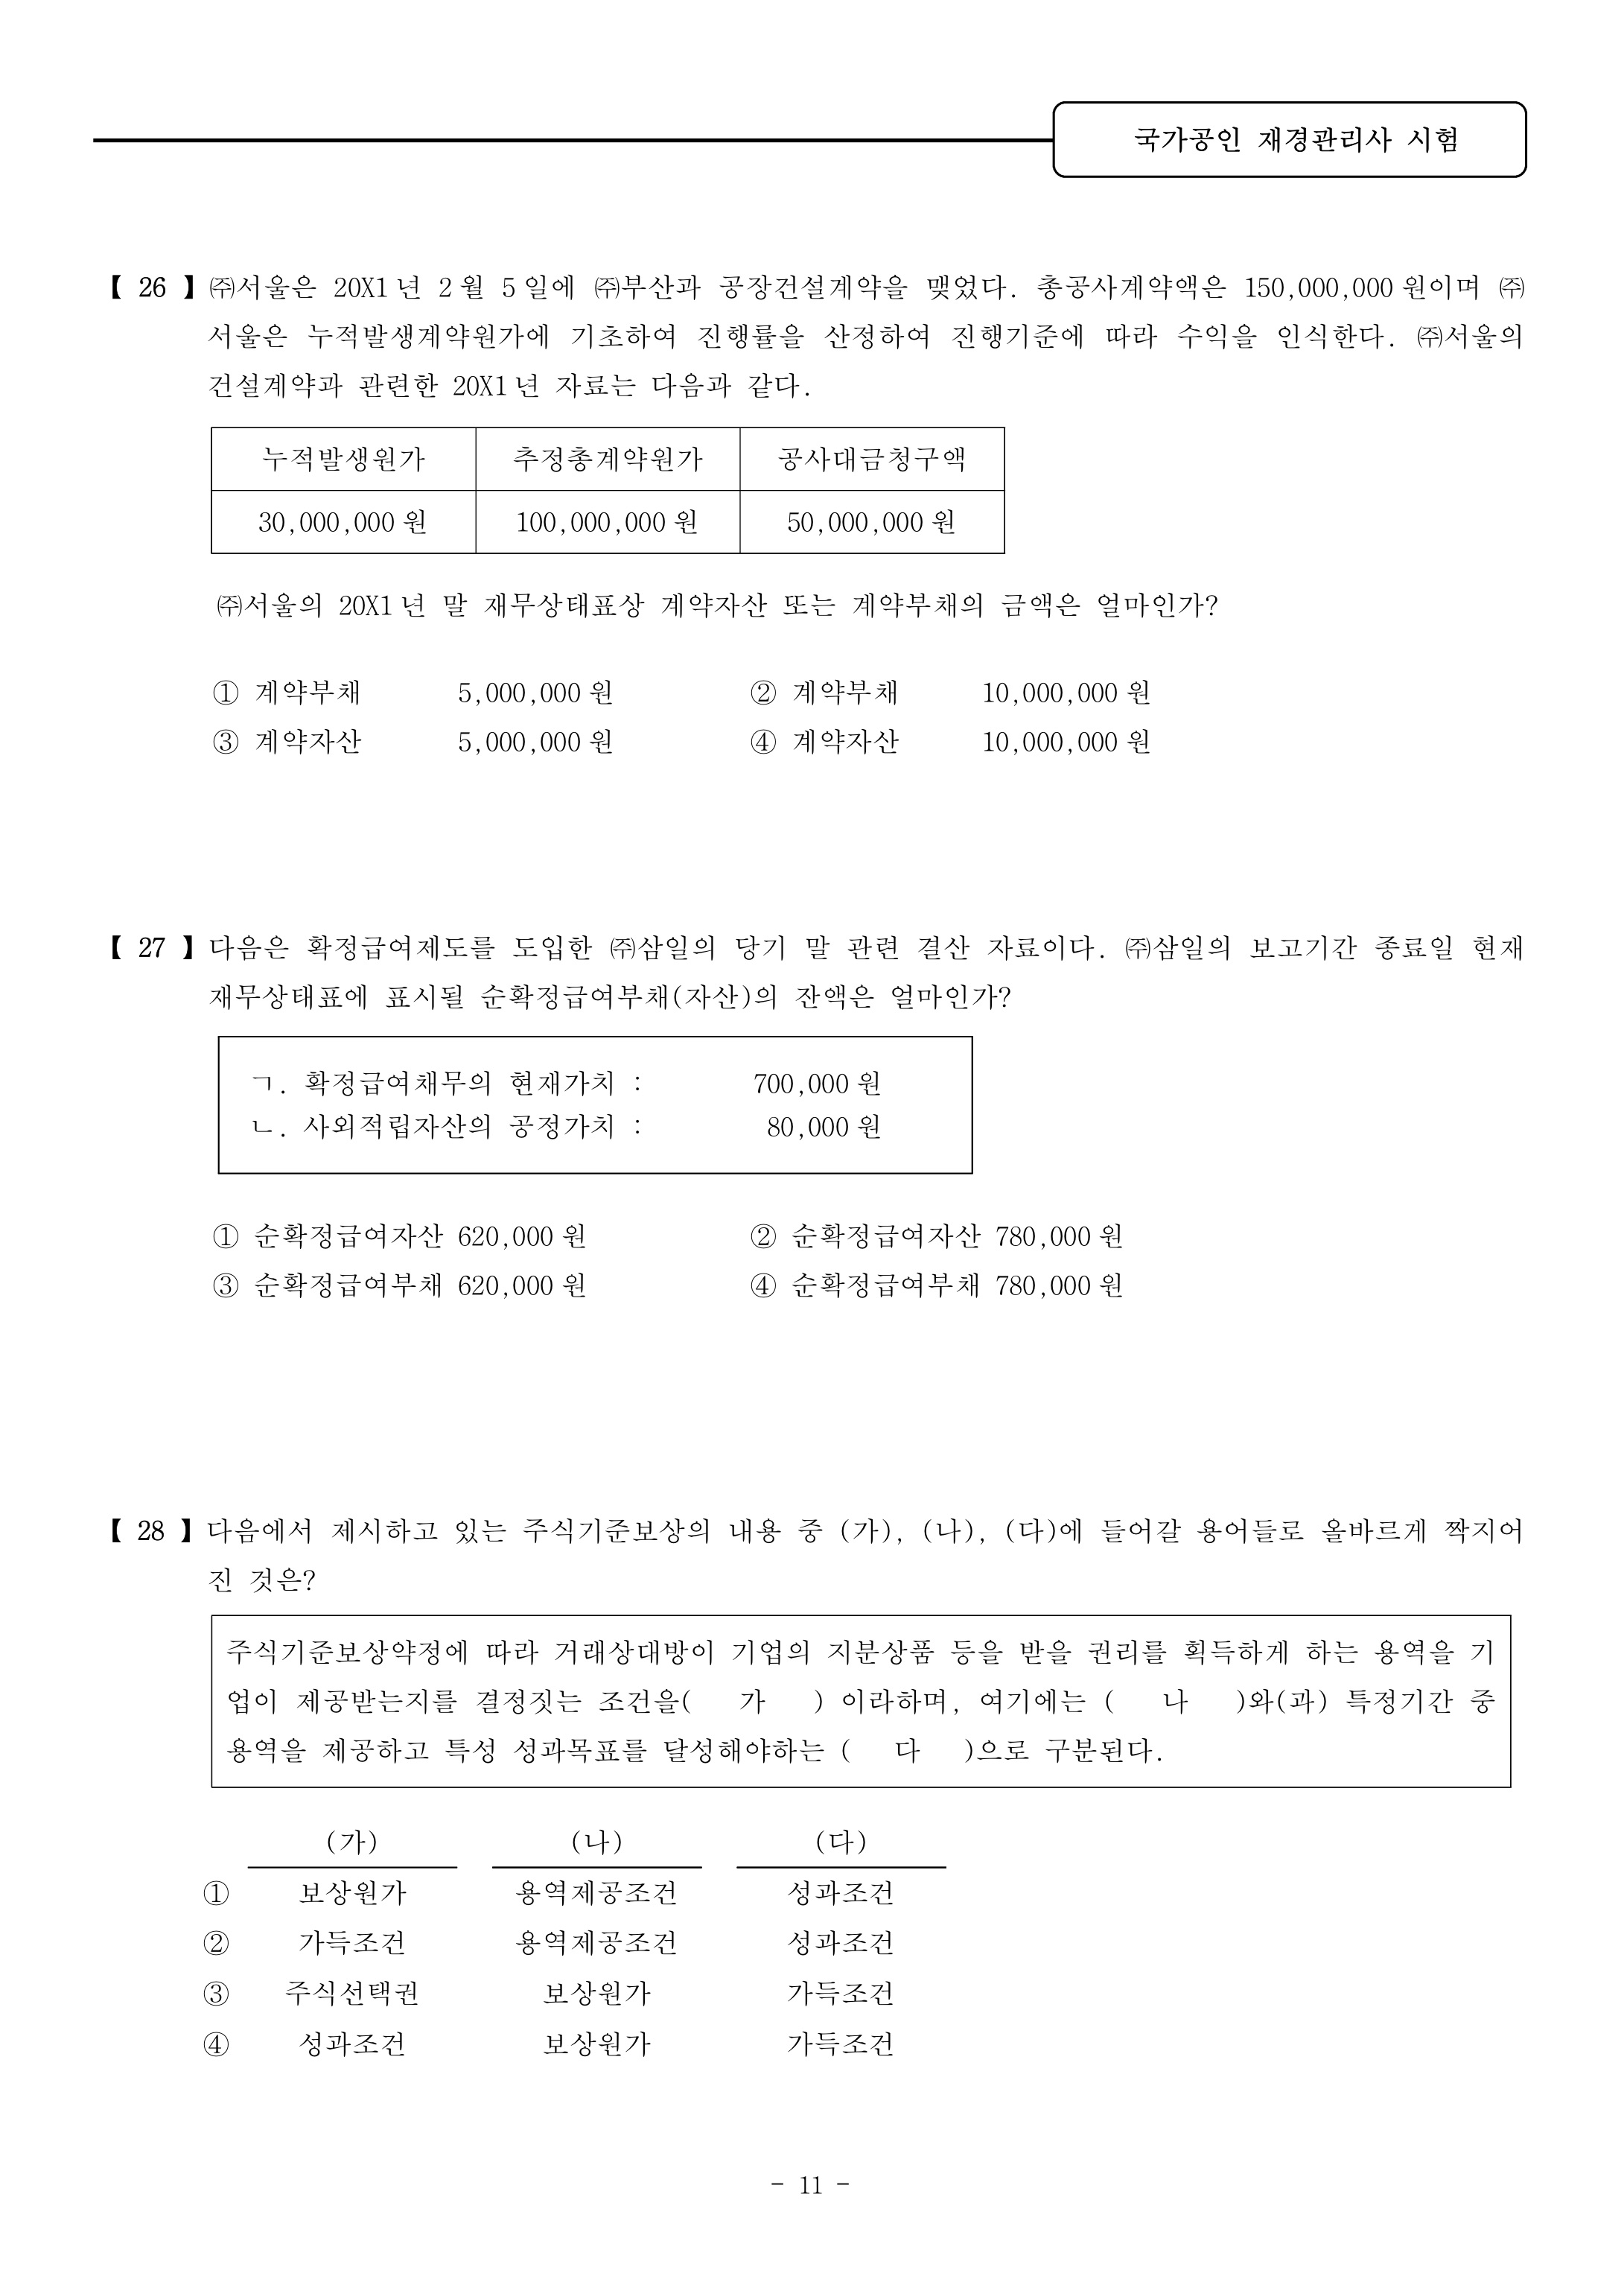 국가공인 재경관리사 시험
【 26 】 ㈜서울은 20X1년 2월 5일에 ㈜부산과 공장건설계약을 맺었다. 총공사계약액은 150,000,000원이며 ㈜
서울은 누적발생계약원가에 기초하여 진행률을 산정하여 진행기준에 따라 수익을 인식한다. ㈜서울의
건설계약과 관련한 20X1년 자료는 다음과 같다.
누적발생원가 추정총계약원가 공사대금청구액
30,000,000원 100,000,000원 50,000,000원
㈜서울의 20X1년 말 재무상태표상 계약자산 또는 계약부채의 금액은 얼마인가?
① 계약부채 5,000,000원 ② 계약부채 10,000,000원
③ 계약자산 5,000,000원 ④ 계약자산 10,000,000원
【 27 】 다음은 확정급여제도를 도입한 ㈜삼일의 당기 말 관련 결산 자료이다. ㈜삼일의 보고기간 종료일 현재
재무상태표에 표시될 순확정급여부채(자산)의 잔액은 얼마인가?
ㄱ. 확정급여채무의 현재가치 : 700,000원
ㄴ. 사외적립자산의 공정가치 : 80,000원
① 순확정급여자산 620,000원 ② 순확정급여자산 780,000원
③ 순확정급여부채 620,000원 ④ 순확정급여부채 780,000원
【 28 】 다음에서 제시하고 있는 주식기준보상의 내용 중 (가), (나), (다)에 들어갈 용어들로 올바르게 짝지어
진 것은?
주식기준보상약정에 따라 거래상대방이 기업의 지분상품 등을 받을 권리를 획득하게 하는 용역을 기
업이 제공받는지를 결정짓는 조건을( 가 ) 이라하며, 여기에는 ( 나 )와(과) 특정기간 중
용역을 제공하고 특성 성과목표를 달성해야하는 ( 다 )으로 구분된다.
(가) (나) (다)
① 보상원가 용역제공조건 성과조건
② 가득조건 용역제공조건 성과조건
③ 주식선택권 보상원가 가득조건
④ 성과조건 보상원가 가득조건
- 11 -